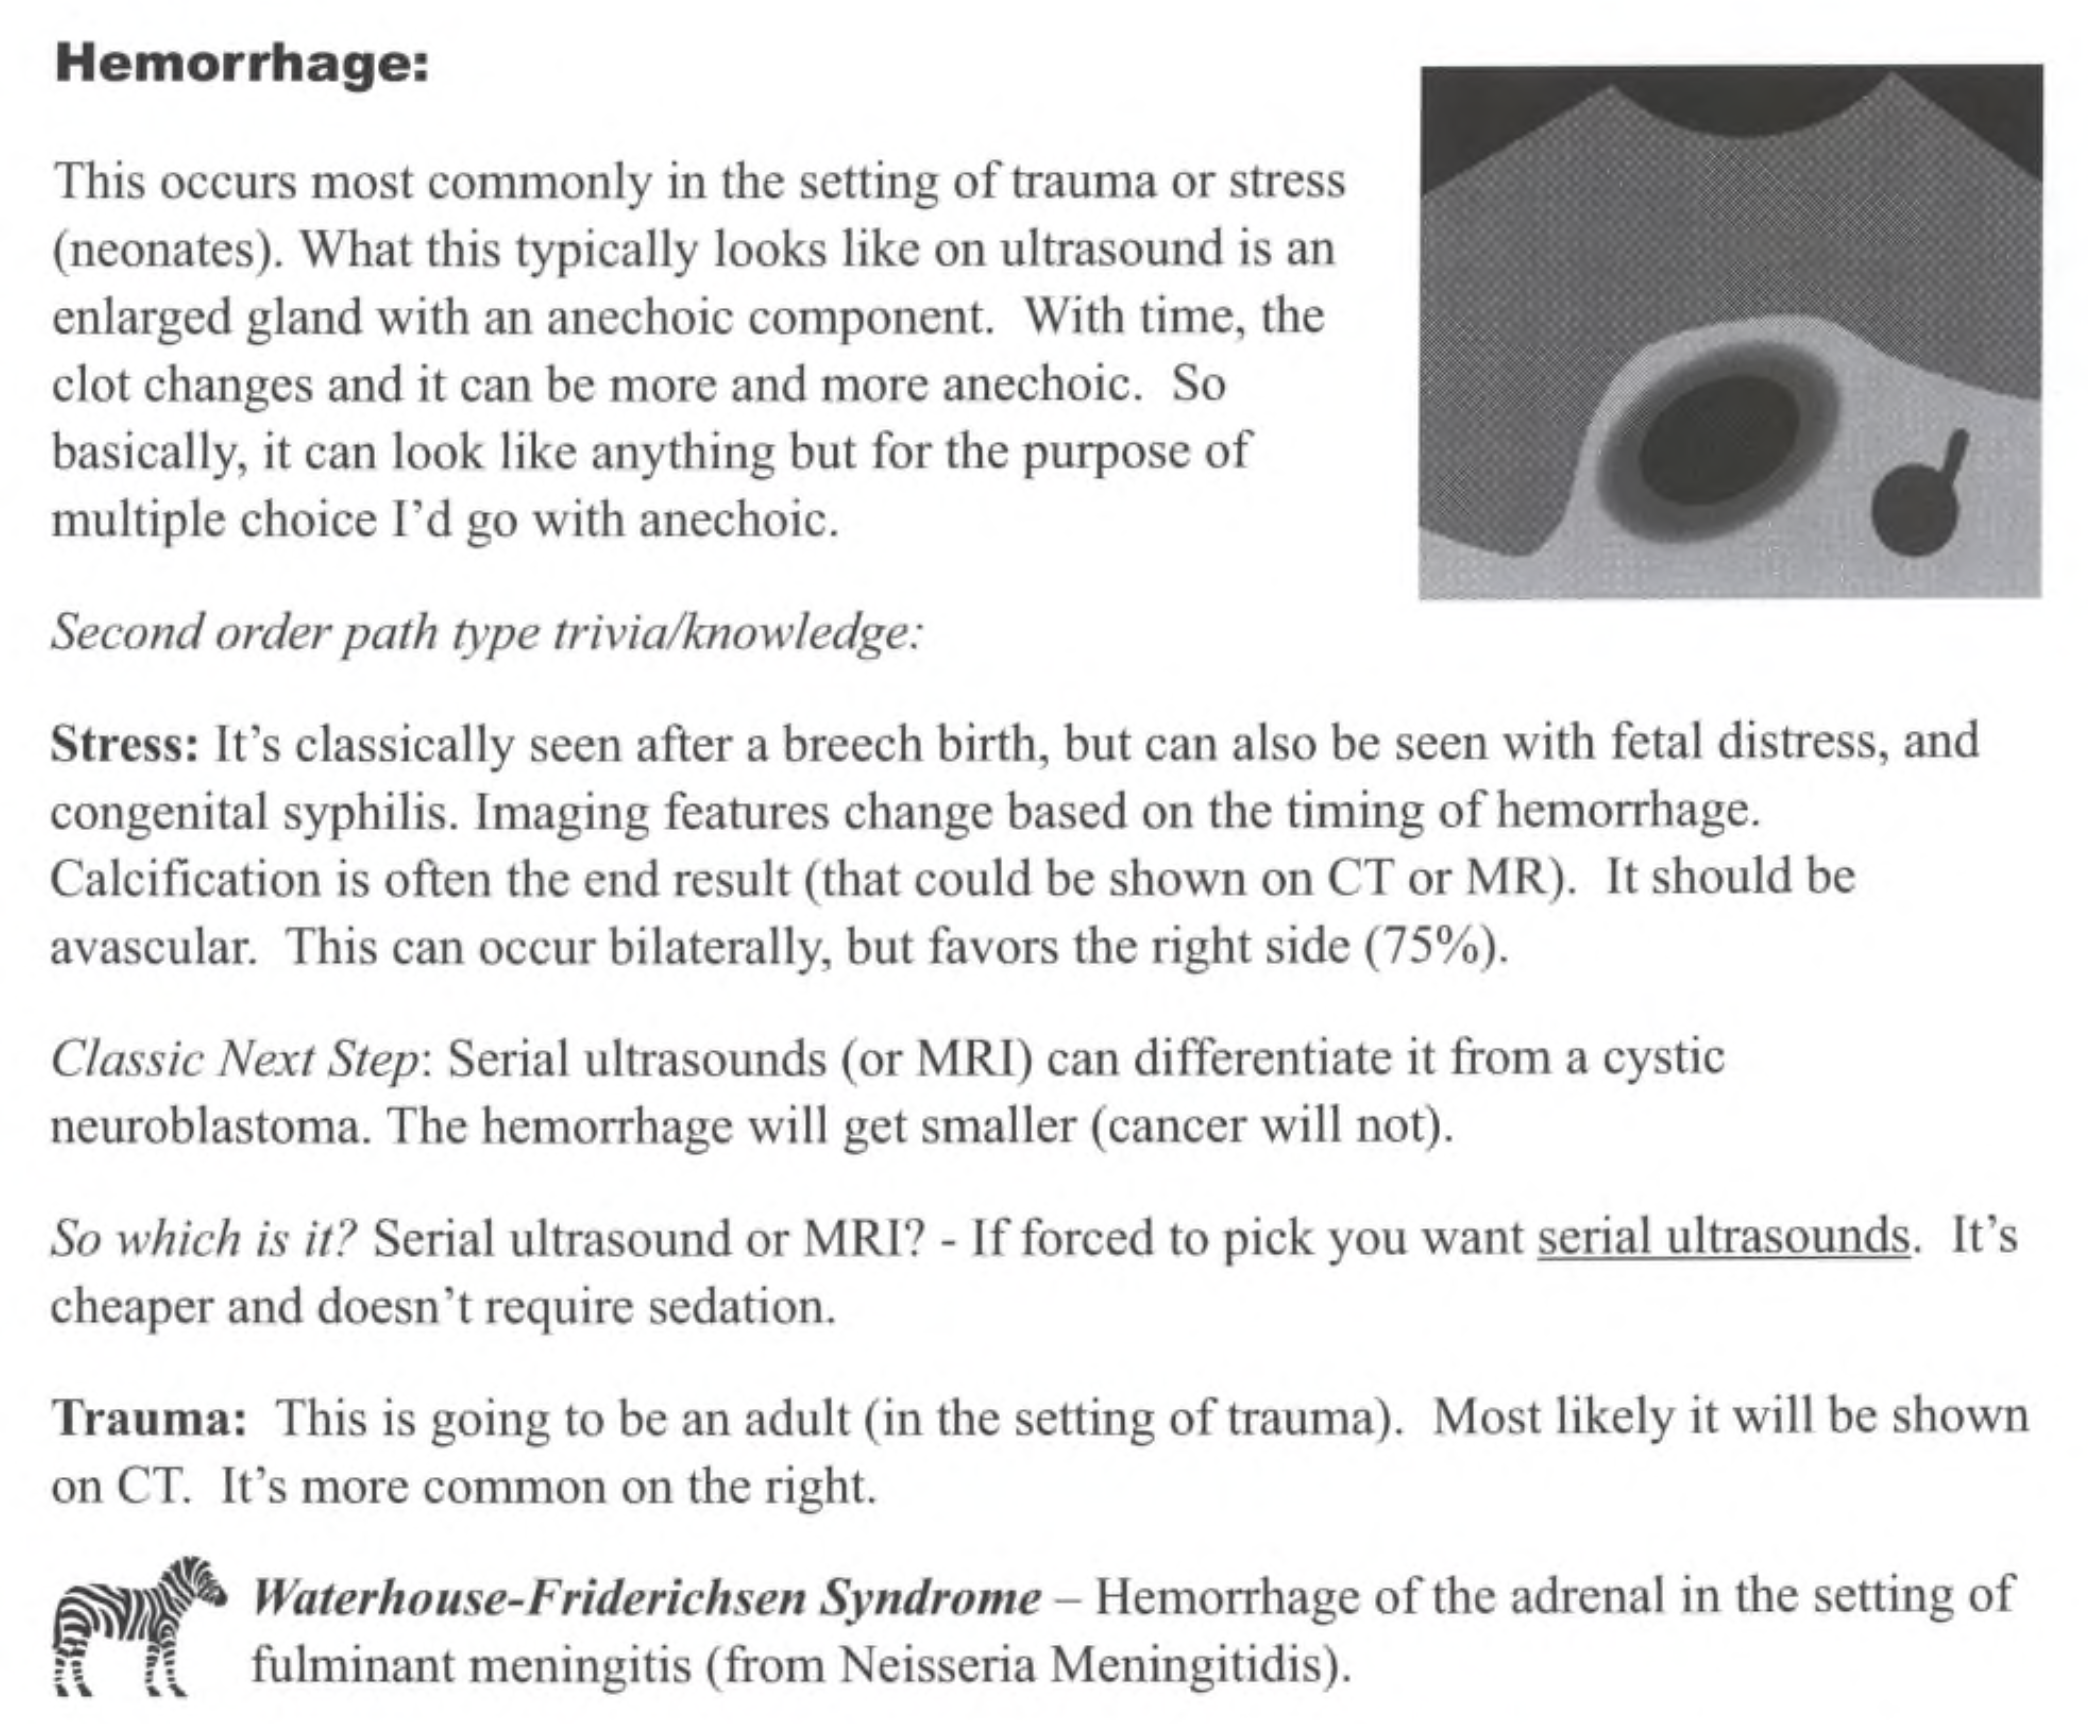 Hemorrhage:
This occurs most commonly in the setting of trauma or stress
(neonates). What this typically looks like on ultrasound is an
enlarged gland with an anechoic component. With time, the
clot changes and it can be more and more anechoic. So
basically, it can look like anything but for the purpose of
multiple choice I'd go with anechoic.
Second order path type trivia/knowledge:
Stress: It's classically seen after a breech birth, but can also be seen with fetal distress, and
congenital syphilis. Imaging features change based on the timing of hemorrhage.
Calcification is often the end result (that could be shown on CT or MR). It should be
avascular. This can occur bilaterally, but favors the right side (75%).
Classic Next Step: Serial ultrasounds (or MRI) can differentiate it from a cystic
neuroblastoma. The hemorrhage will get smaller (cancer will not).
So which is it? Serial ultrasound or MRI? - If forced to pick you want serial ultrasounds. It's
cheaper and doesn't require sedation.
Trauma: This is going to be an adult (in the setting of trauma). Most likely it will be shown
on CT. It's more common on the right.
Waterhouse-Friderichsen Syndrome – Hemorrhage of the adrenal in the setting of
fulminant meningitis (from Neisseria Meningitidis).